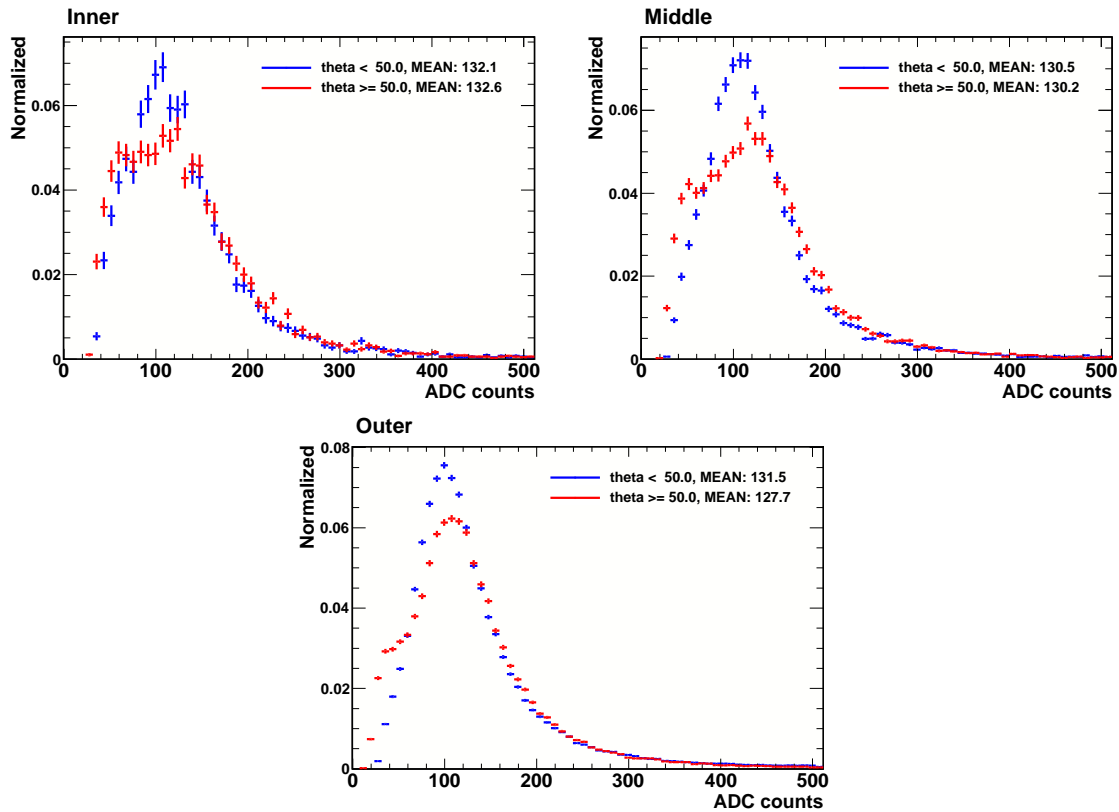 Inner
Normalized
theta < 50.0, MEAN: 132.1
theta >= 50.0, MEAN: 132.6
0.06
0.04
0.02
0
0 100 200 300 400 500
ADC counts
Middle
Normalized
theta < 50.0, MEAN: 130.5
theta >= 50.0, MEAN: 130.2
0.06
0.04
0.02
0
0 100 200 300 400 500
ADC counts
Outer
Normalized
theta < 50.0, MEAN: 131.5
theta >= 50.0, MEAN: 127.7
0.08
0.06
0.04
0.02
0
0 100 200 300 400 500
ADC counts